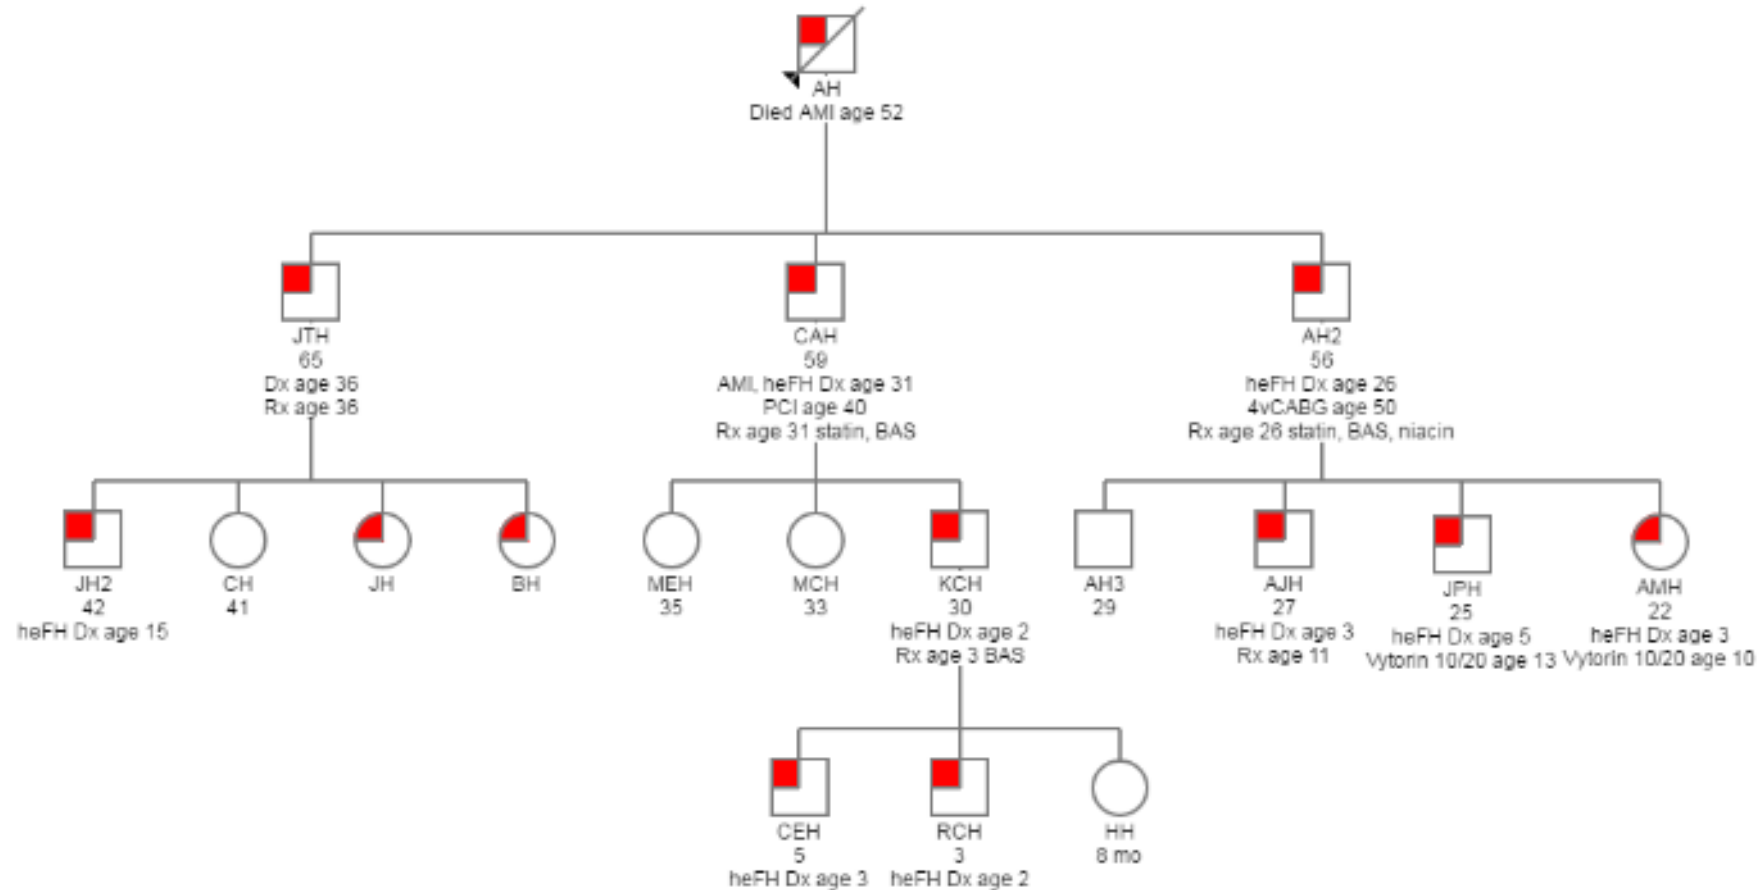 AH
Died AMI age 52
JTH
65
Dx age 36
Rx age 36
CAH
59
AMI, heFH Dx age 31
PCI age 40
Rx age 31 statin, BAS
AH2
56
heFH Dx age 26
4vCABG age 50
Rx age 26 statin, BAS, niacin
JH2
42
heFH Dx age 15
CH
41
JH
BH
MEH
35
MCH
33
KCH
30
heFH Dx age 2
Rx age 3 BAS
AH3
29
AJH
27
heFH Dx age 3
Rx age 11
JPH
25
heFH Dx age 5
Vytorin 10/20 age 13
AMH
22
heFH Dx age 3
Vytorin 10/20 age 10
CEH
5
heFH Dx age 3
RCH
3
heFH Dx age 2
HH
8 mo